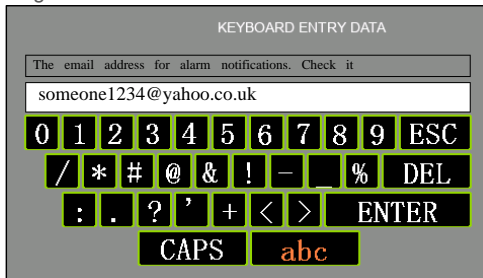 KEYBOARD ENTRY DATA
The email address for alarm notifications. Check it
someone1234@yahoo.co.uk
0 1 2 3 4 5 6 7 8 9 ESC
/ * # @ & ! - _ % DEL
: . ? ' + < > ENTER
CAPS abc